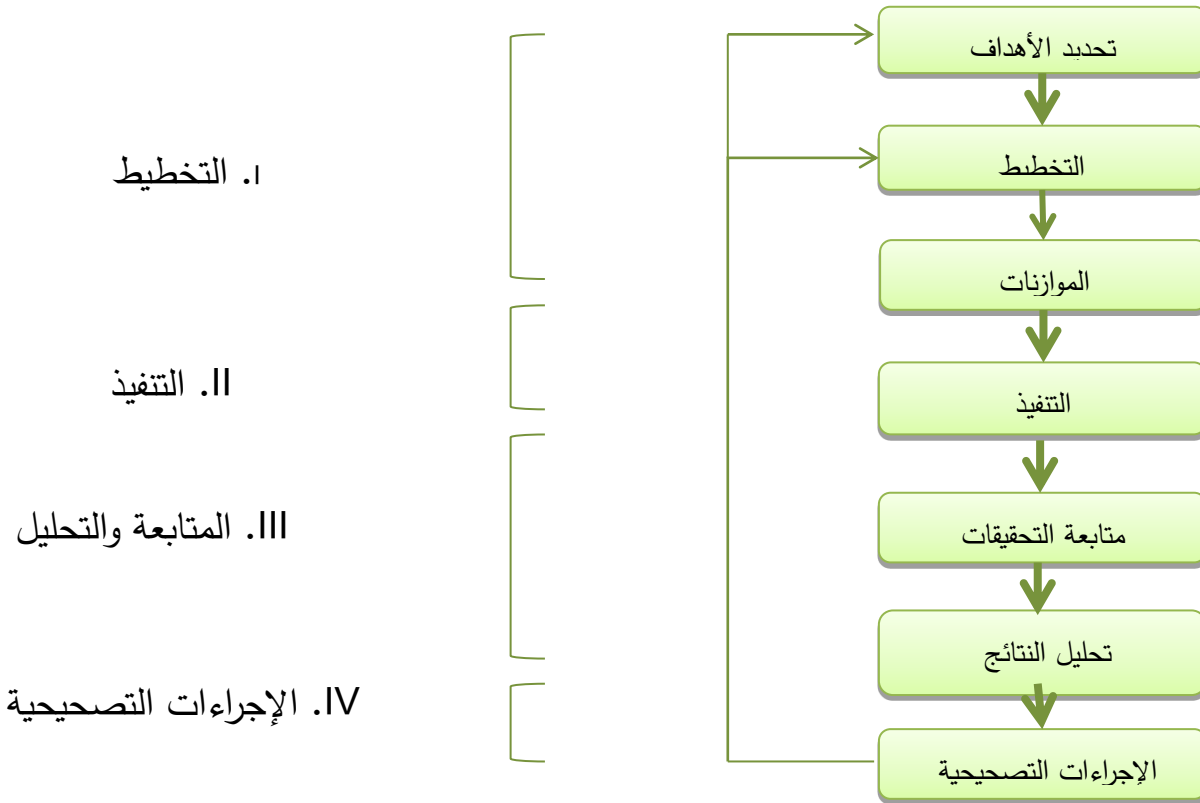 تحديد الأهداف
التخطيط
الموازنات
التنفيذ
متابعة التحقيقات
تحليل النتائج
الإجراءات التصحيحية
I. التخطيط
II. التنفيذ
III. المتابعة والتحليل
IV. الإجراءات التصحيحية